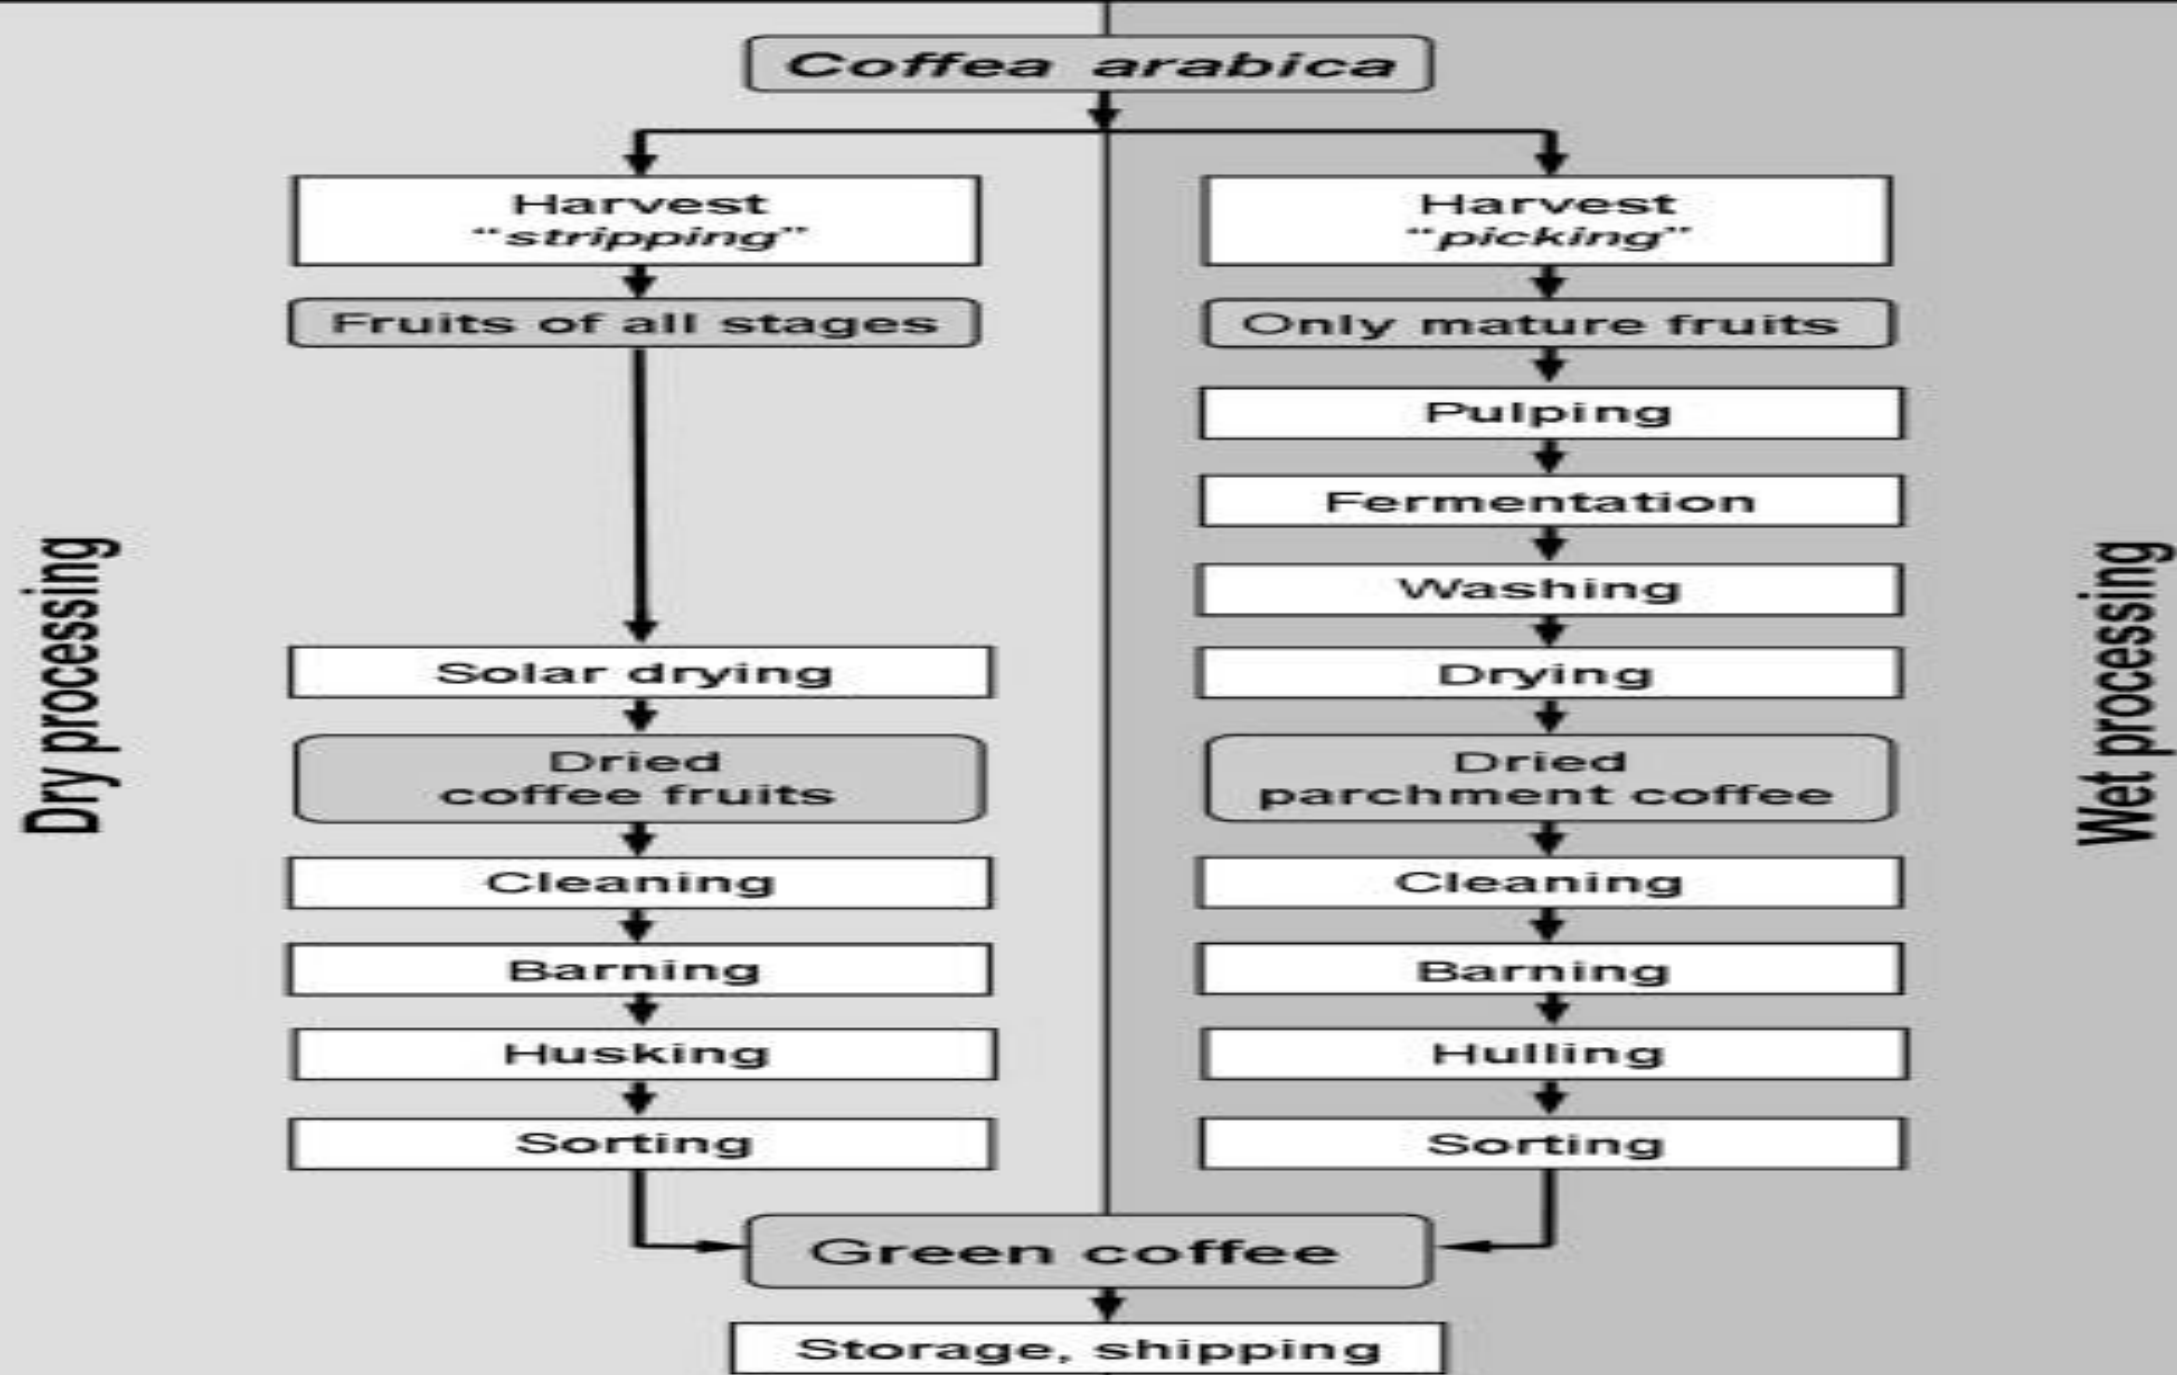 Coffea arabica
Harvest
"stripping"
Fruits of all stages
Solar drying
Dried
coffee fruits
Cleaning
Barning
Husking
Sorting
Dry processing
Harvest
"picking"
Only mature fruits
Pulping
Fermentation
Washing
Drying
Dried
parchment coffee
Cleaning
Barning
Hulling
Sorting
Wet processing
Green coffee
Storage, shipping